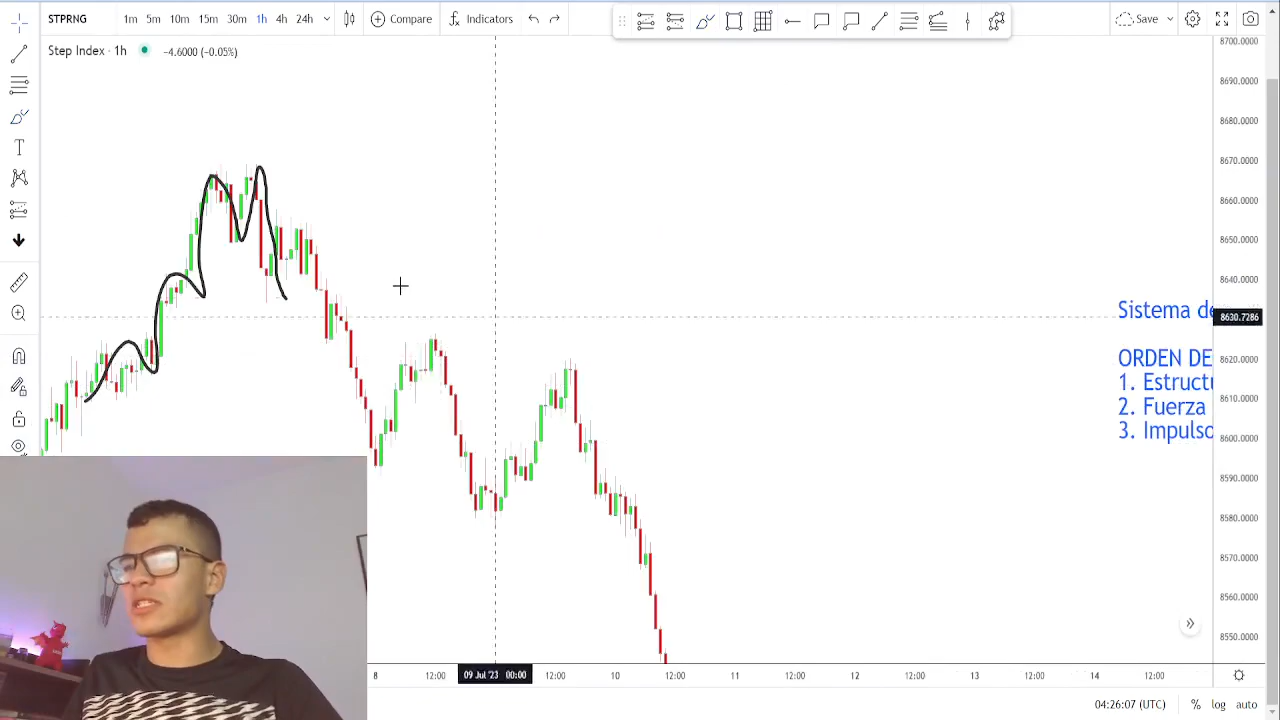 STPRNG 1m 5m 10m 15m 30m 1h 4h 24h Compare Indicators Save
Step Index · 1h −4.6000 (−0.05%)
8700.0000
8690.0000
8680.0000
8670.0000
8660.0000
8650.0000
8640.0000
Sistema de
8630.7286
8620.0000
ORDEN DE
1. Estructu
8610.0000
2. Fuerza
8600.0000
3. Impulso
8590.0000
8580.0000
8570.0000
8560.0000
8550.0000
8 12:00 09 Jul '23 00:00 12:00 10 12:00 11 12:00 12 12:00 13 12:00 14 12:00
04:26:07 (UTC) % log auto